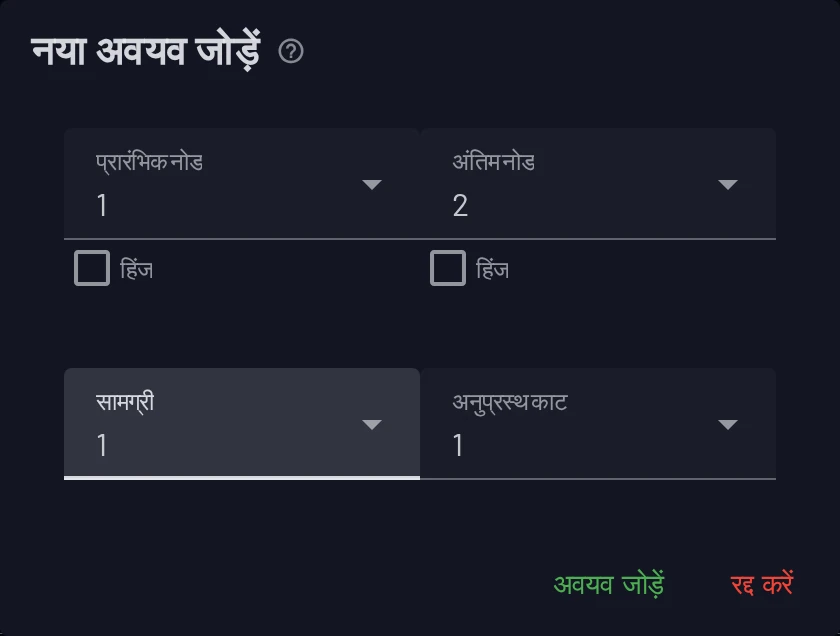 नया अवयव जोड़ें
प्रारंभिक नोड अंतिम नोड
1 2
हिंज हिंज
सामग्री अनुप्रस्थ काट
1 1
अवयव जोड़ें रद्द करें